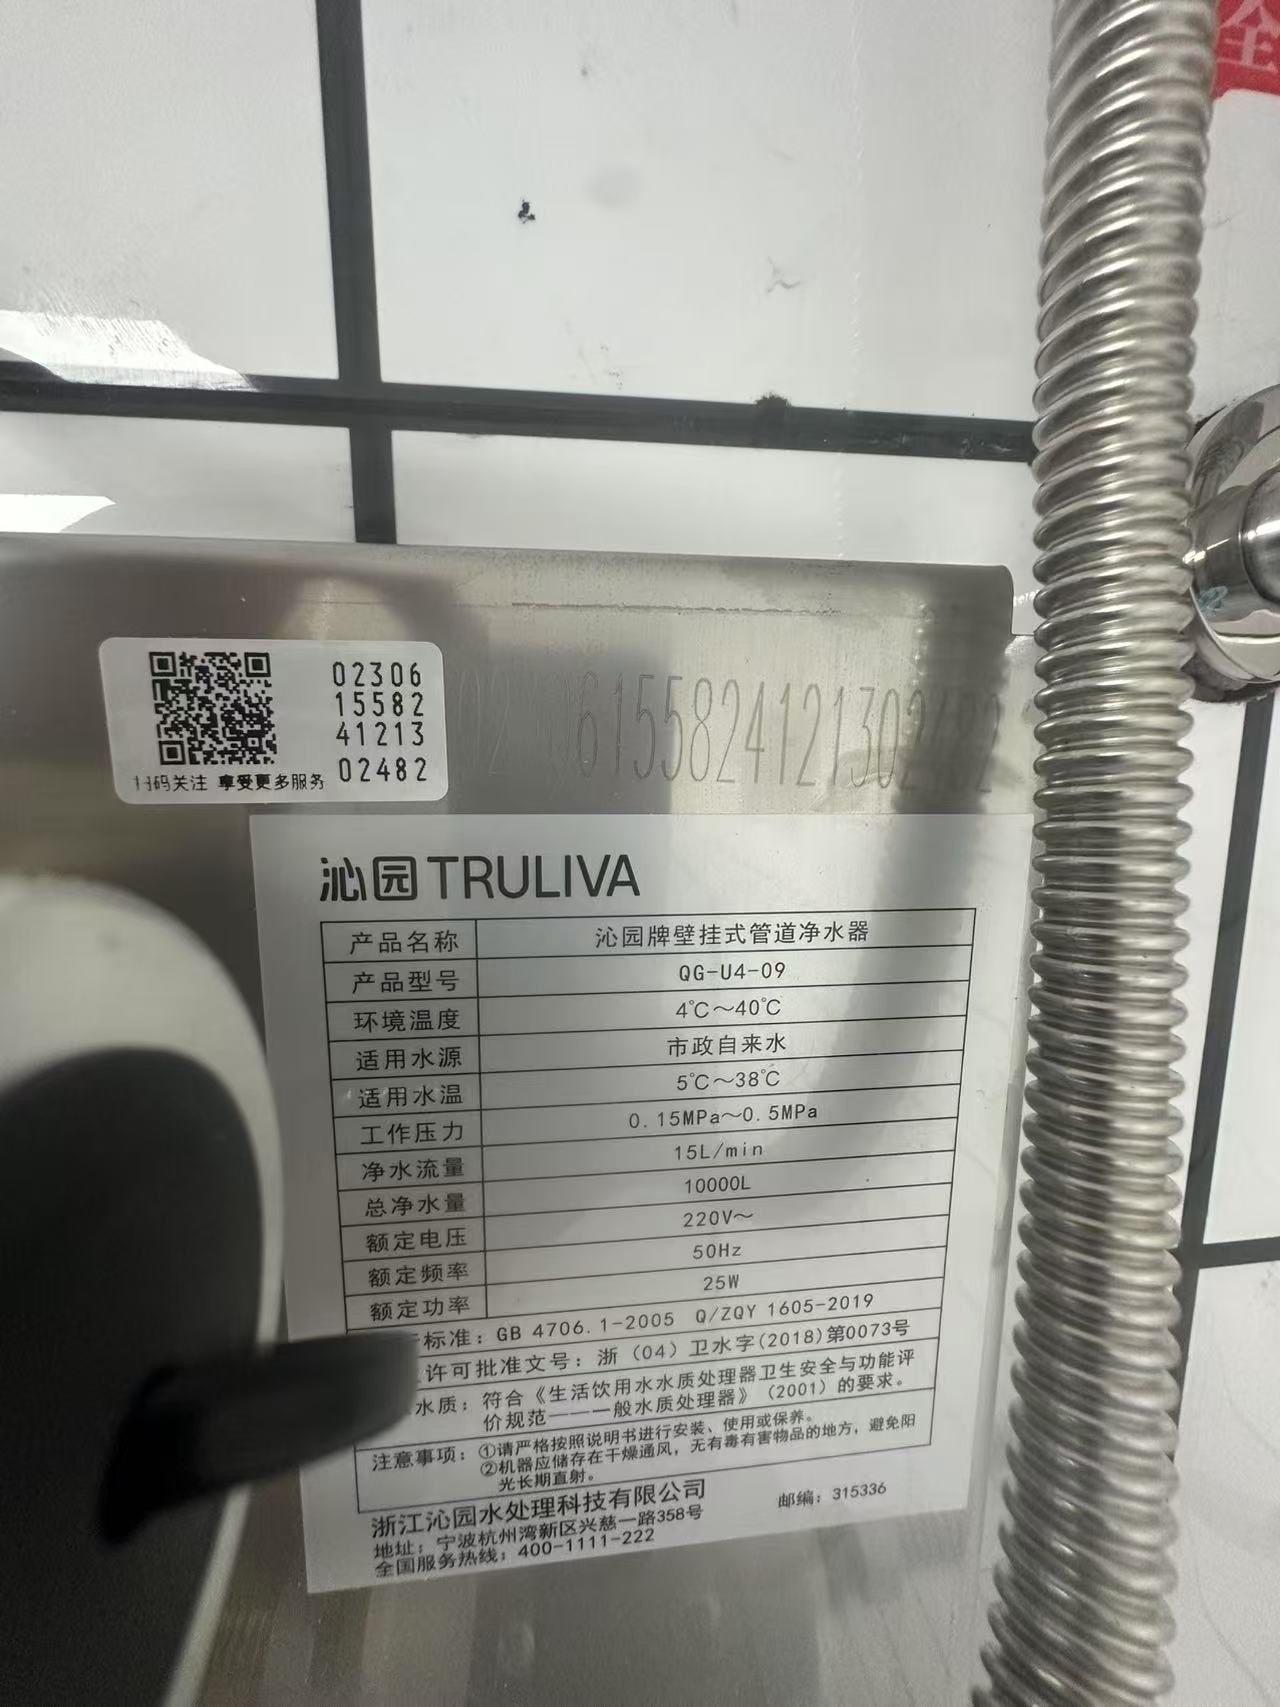 全
02306
15582
41213
02482
扫码关注 享受更多服务
沁园 TRULIVA
产品名称 沁园牌壁挂式管道净水器
产品型号 QG-U4-09
环境温度 4℃～40℃
适用水源 市政自来水
适用水温 5℃～38℃
工作压力 0.15MPa～0.5MPa
净水流量 15L/min
总净水量 10000L
额定电压 220V～
额定频率 50Hz
额定功率 25W
标准：GB 4706.1-2005 Q/ZQY 1605-2019
许可批准文号：浙（04）卫水字(2018)第0073号
水质：符合《生活饮用水水质处理器卫生安全与功能评
价规范——一般水质处理器》（2001）的要求。
注意事项：①请严格按照说明书进行安装、使用或保养。
②机器应储存在干燥通风，无有毒有害物品的地方，避免阳
光长期直射。
浙江沁园水处理科技有限公司
地址：宁波杭州湾新区兴慈一路358号 邮编：315336
全国服务热线：400-1111-222